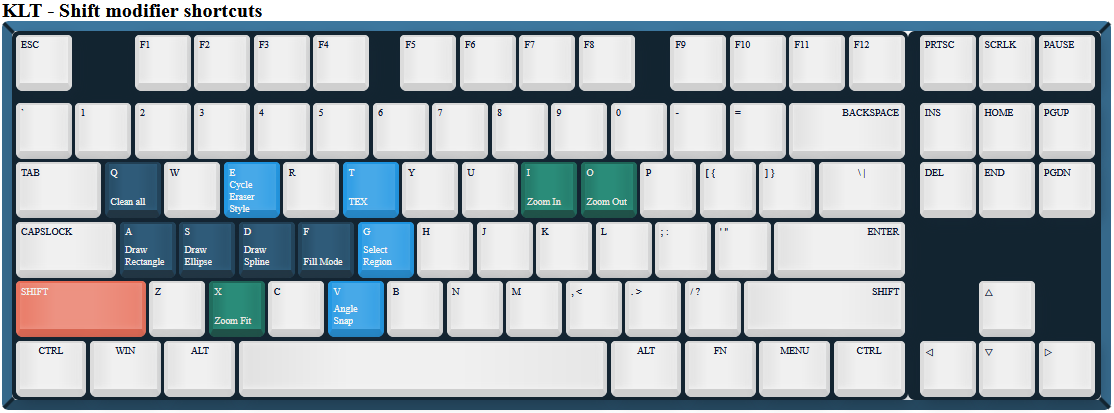 KLT - Shift modifier shortcuts
ESC F1 F2 F3 F4 F5 F6 F7 F8 F9 F10 F11 F12 PRTSC SCRLK PAUSE
` 1 2 3 4 5 6 7 8 9 0 - = BACKSPACE INS HOME PGUP
TAB Q W E R T Y U I O P [ { ] } \ | DEL END PGDN
Cycle
Eraser
Clean all Style TEX Zoom In Zoom Out
CAPSLOCK A S D F G H J K L ; : ' " ENTER
Draw Draw Draw Select
Rectangle Ellipse Spline Fill Mode Region
SHIFT Z X C V B N M , < . > / ? SHIFT △
Angle
Zoom Fit Snap
CTRL WIN ALT ALT FN MENU CTRL ◁ ▽ ▷